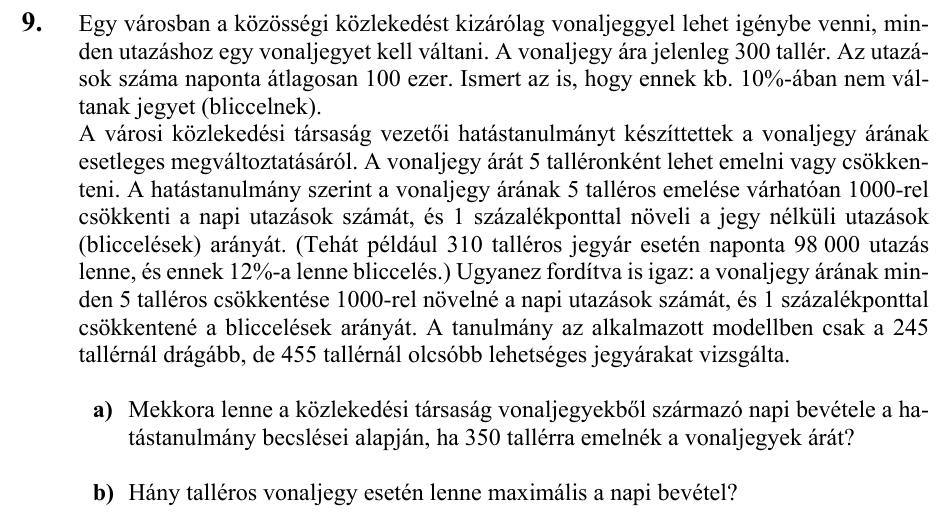 9. Egy városban a közösségi közlekedést kizárólag vonaljeggyel lehet igénybe venni, min-
den utazáshoz egy vonaljegyet kell váltani. A vonaljegy ára jelenleg 300 tallér. Az utazá-
sok száma naponta átlagosan 100 ezer. Ismert az is, hogy ennek kb. 10%-ában nem vál-
tanak jegyet (bliccelnek).
A városi közlekedési társaság vezetői hatástanulmányt készíttettek a vonaljegy árának
esetleges megváltoztatásáról. A vonaljegy árát 5 talléronként lehet emelni vagy csökken-
teni. A hatástanulmány szerint a vonaljegy árának 5 talléros emelése várhatóan 1000-rel
csökkenti a napi utazások számát, és 1 százalékponttal növeli a jegy nélküli utazások
(bliccelések) arányát. (Tehát például 310 talléros jegyár esetén naponta 98 000 utazás
lenne, és ennek 12%-a lenne bliccelés.) Ugyanez fordítva is igaz: a vonaljegy árának min-
den 5 talléros csökkentése 1000-rel növelné a napi utazások számát, és 1 százalékponttal
csökkentené a bliccelések arányát. A tanulmány az alkalmazott modellben csak a 245
tallérnál drágább, de 455 tallérnál olcsóbb lehetséges jegyárakat vizsgálta.
a) Mekkora lenne a közlekedési társaság vonaljegyekből származó napi bevétele a ha-
tástanulmány becslései alapján, ha 350 tallérra emelnék a vonaljegyek árát?
b) Hány talléros vonaljegy esetén lenne maximális a napi bevétel?